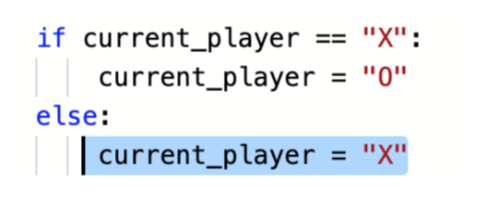 if current_player == "X":
    current_player = "O"
else:
    current_player = "X"